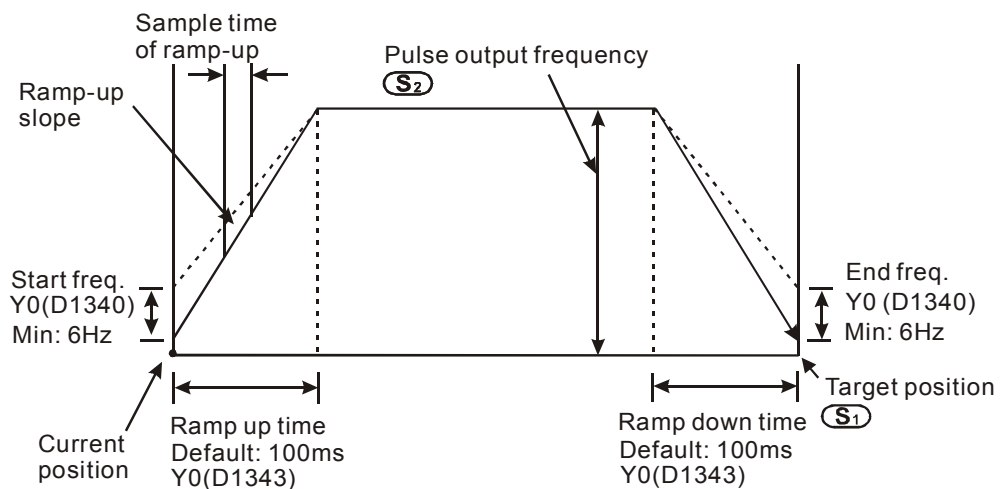 Sample time
of ramp-up
Pulse output frequency
S2
Ramp-up
slope
Start freq.
Y0(D1340)
Min: 6Hz
End freq.
Y0 (D1340)
Min: 6Hz
Current
position
Ramp up time
Default: 100ms
Y0(D1343)
Ramp down time
Default: 100ms
Y0(D1343)
Target position
S1